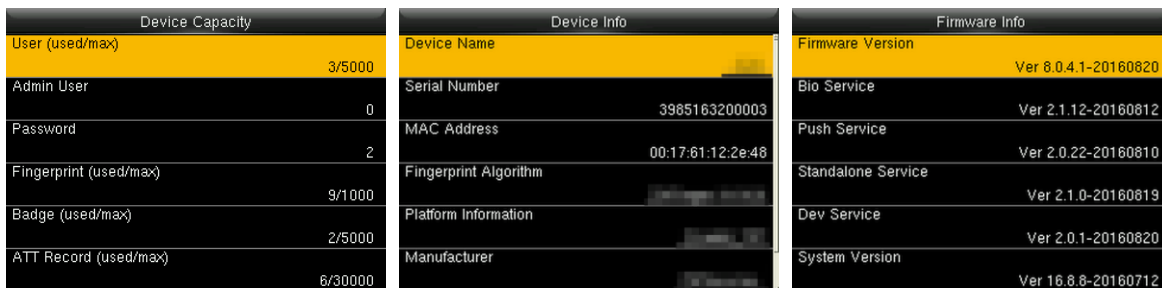 Device Capacity
User (used/max)
3/5000
Admin User
0
Password
2
Fingerprint (used/max)
9/1000
Badge (used/max)
2/5000
ATT Record (used/max)
6/30000
Device Info
Device Name
Serial Number
3985163200003
MAC Address
00:17:61:12:2e:48
Fingerprint Algorithm
Platform Information
Manufacturer
Firmware Info
Firmware Version
Ver 8.0.4.1-20160820
Bio Service
Ver 2.1.12-20160812
Push Service
Ver 2.0.22-20160810
Standalone Service
Ver 2.1.0-20160819
Dev Service
Ver 2.0.1-20160820
System Version
Ver 16.8.8-20160712